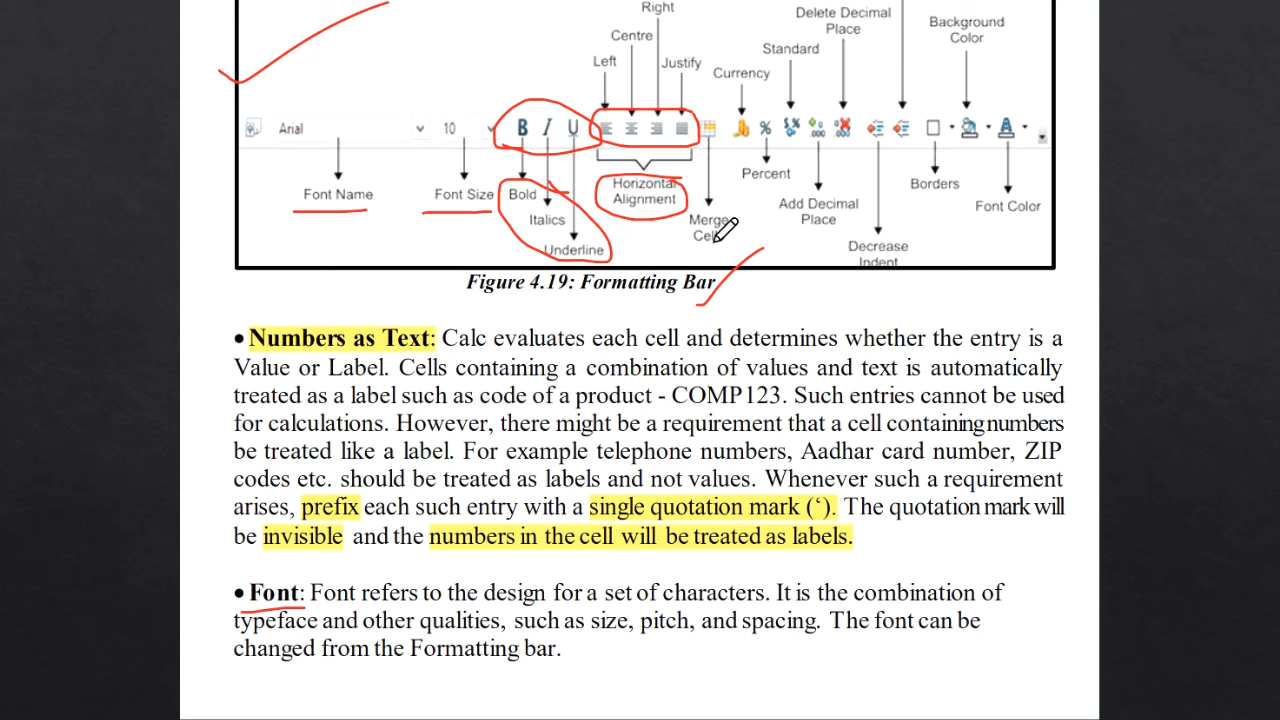 Right
Delete Decimal
Place
Background
Color
Centre
Standard
Left
Justify
Currency
Arial
10
B I U
%
A
Font Name
Font Size
Bold
Horizontal
Alignment
Percent
Borders
Italics
Merge
Add Decimal
Place
Font Color
Underline
Decrease
Indent
Figure 4.19: Formatting Bar
• Numbers as Text: Calc evaluates each cell and determines whether the entry is a
Value or Label. Cells containing a combination of values and text is automatically
treated as a label such as code of a product - COMP123. Such entries cannot be used
for calculations. However, there might be a requirement that a cell containing numbers
be treated like a label. For example telephone numbers, Aadhar card number, ZIP
codes etc. should be treated as labels and not values. Whenever such a requirement
arises, prefix each such entry with a single quotation mark (‘). The quotation mark will
be invisible and the numbers in the cell will be treated as labels.
• Font: Font refers to the design for a set of characters. It is the combination of
typeface and other qualities, such as size, pitch, and spacing. The font can be
changed from the Formatting bar.